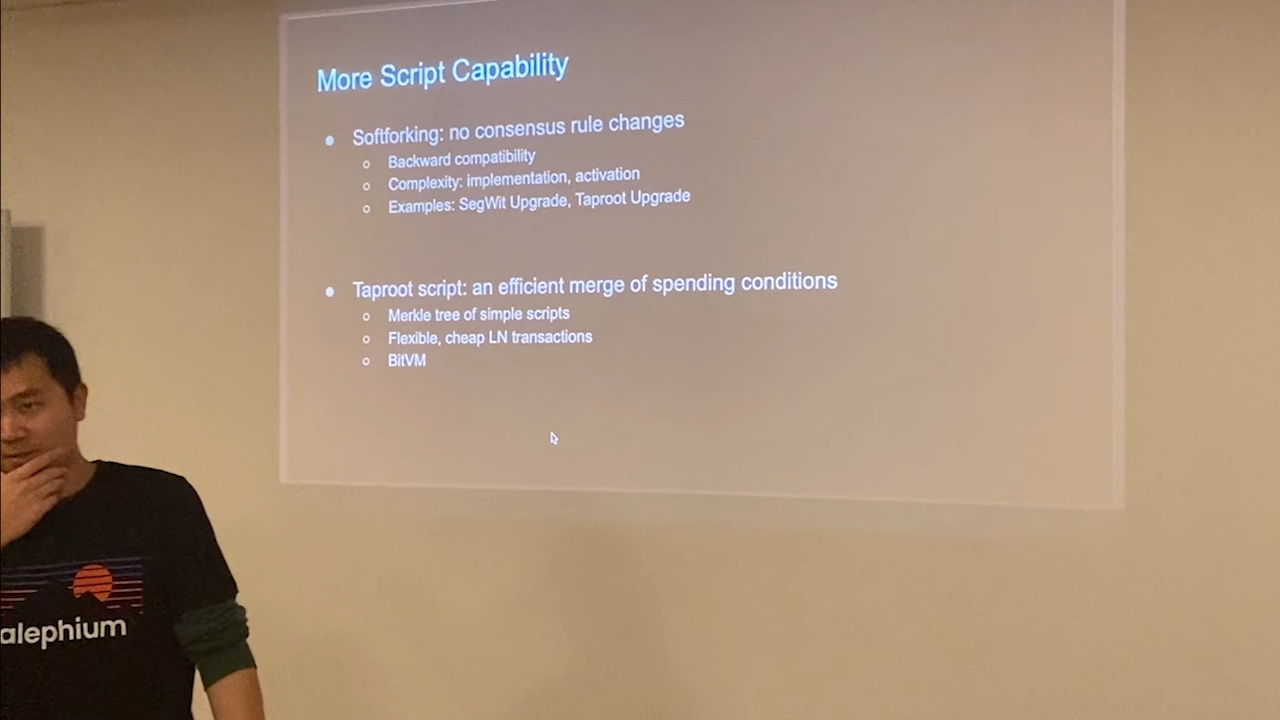 More Script Capability
● Softforking: no consensus rule changes
○ Backward compatibility
○ Complexity: implementation, activation
○ Examples: SegWit Upgrade, Taproot Upgrade
● Taproot script: an efficient merge of spending conditions
○ Merkle tree of simple scripts
○ Flexible, cheap LN transactions
○ BitVM
alephium